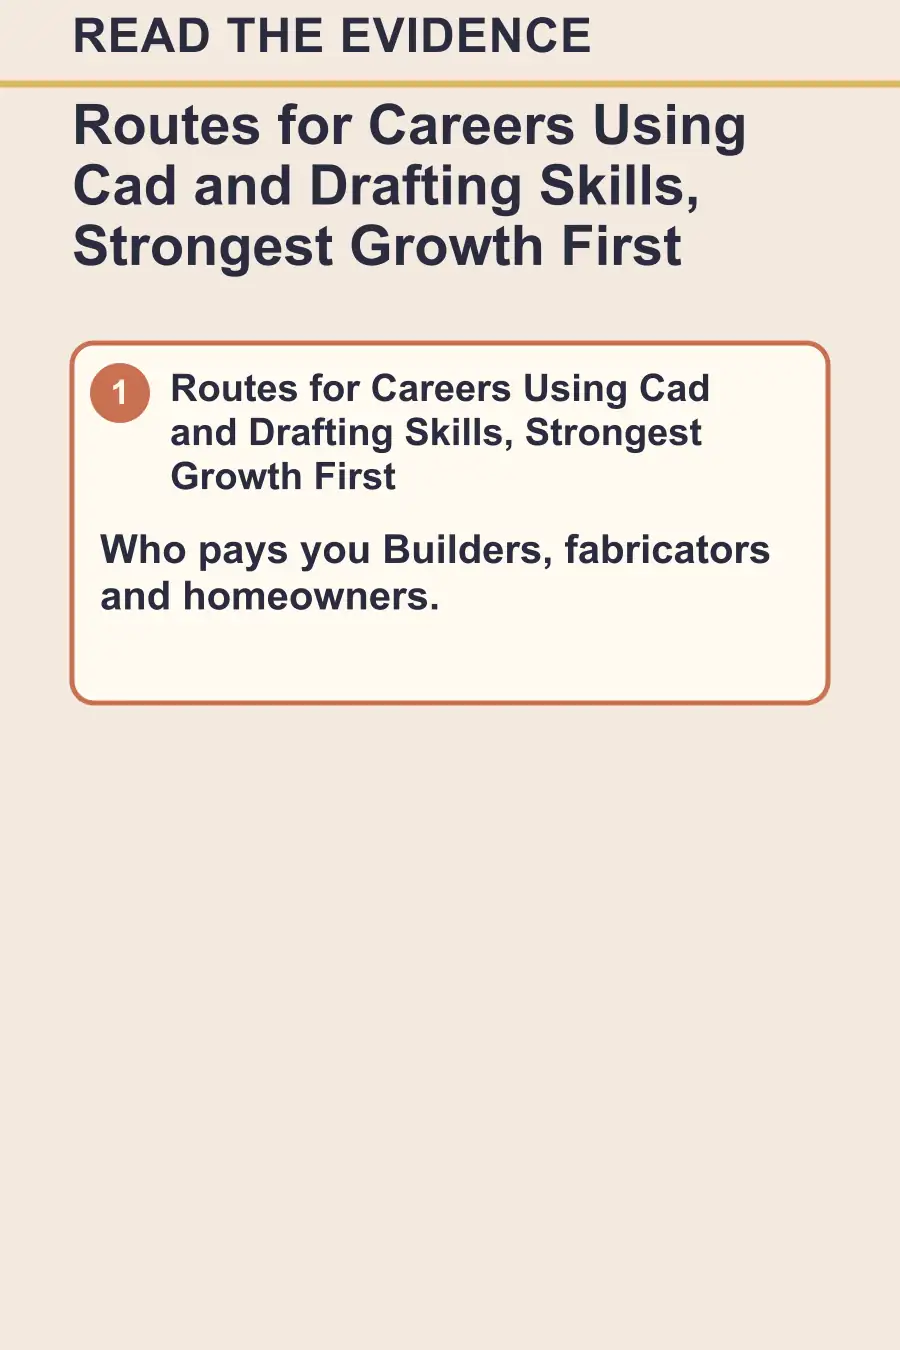 READ THE EVIDENCE
Routes for Careers Using
Cad and Drafting Skills,
Strongest Growth First
1
Routes for Careers Using Cad
and Drafting Skills, Strongest
Growth First
Who pays you Builders, fabricators
and homeowners.